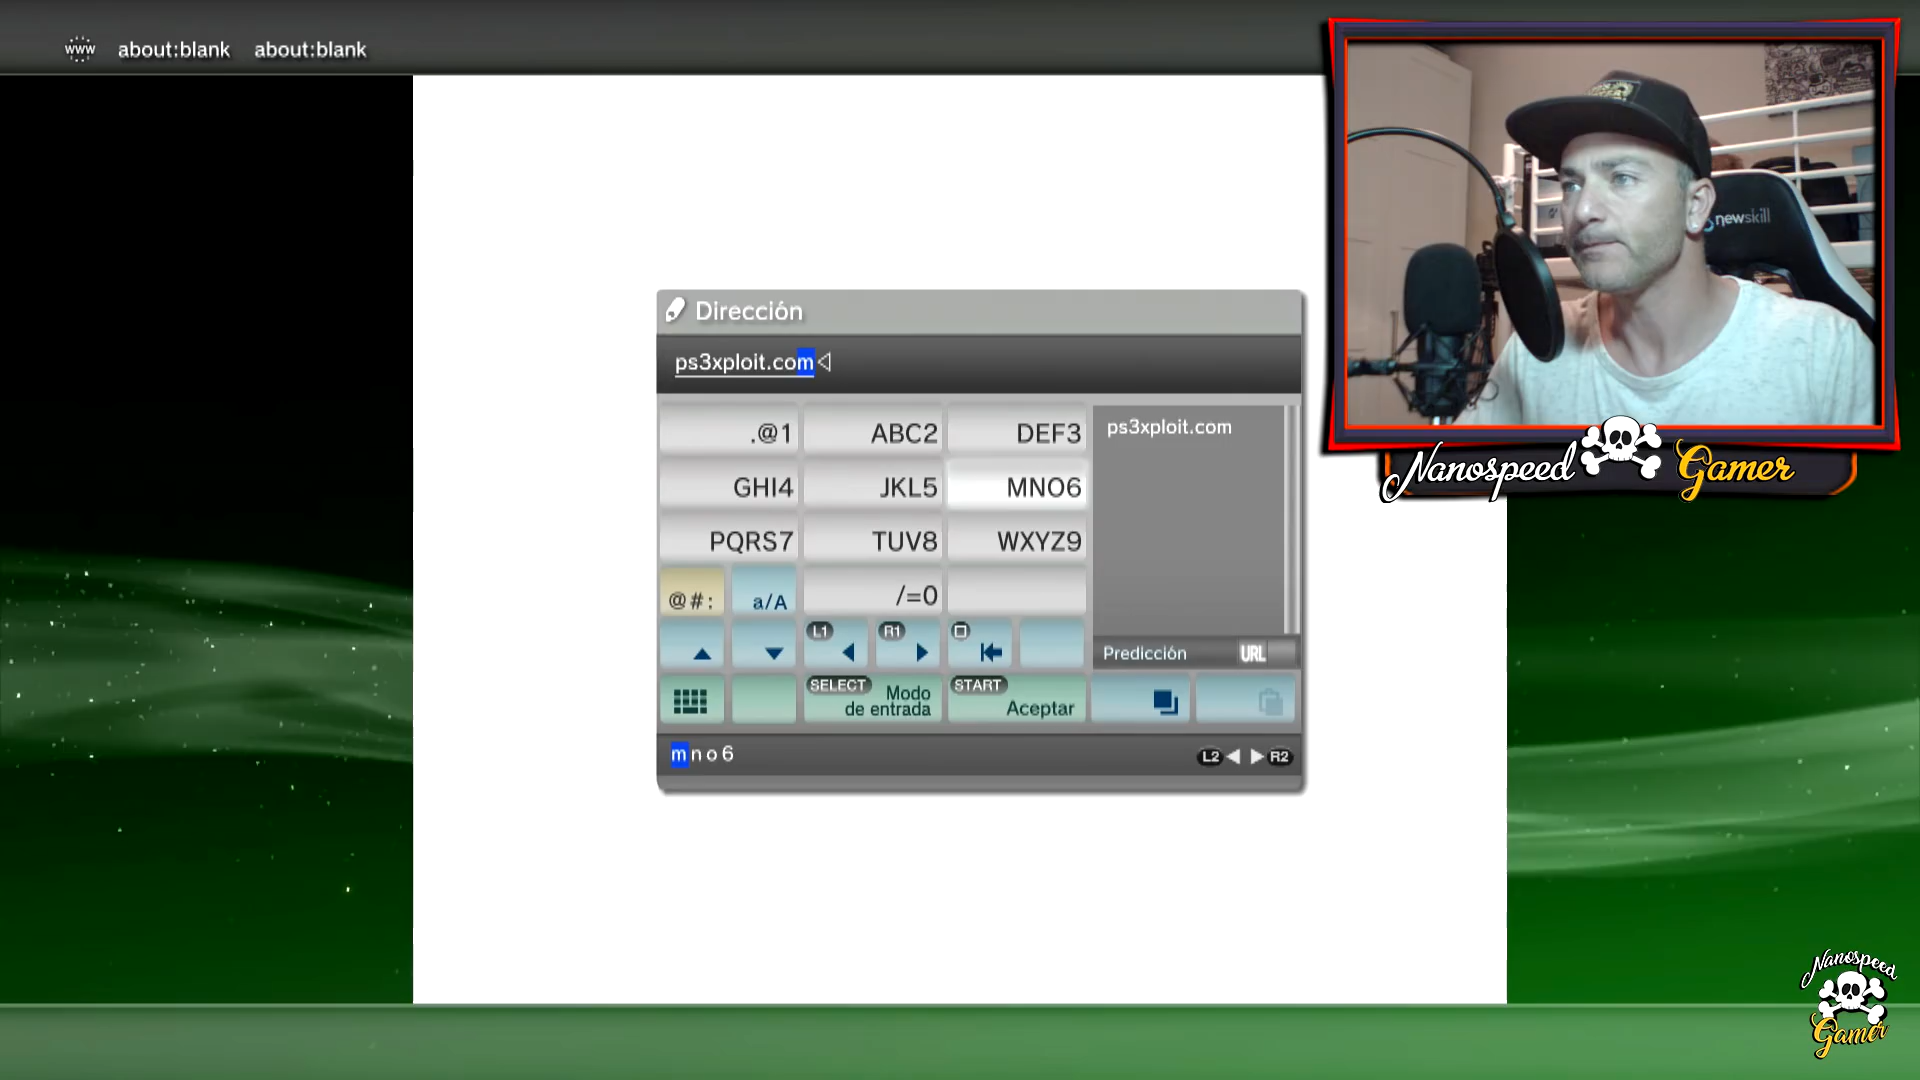 www about:blank about:blank
Dirección
ps3xploit.com
.@1 ABC2 DEF3
ps3xploit.com
GHI4 JKL5 MNO6
PQRS7 TUV8 WXYZ9
@#: a/A /=0
L1 R1
Predicción URL
SELECT Modo de entrada
START Aceptar
mno6
L2 R2
newskill
Nanospeed Gamer
Nanospeed
Gamer